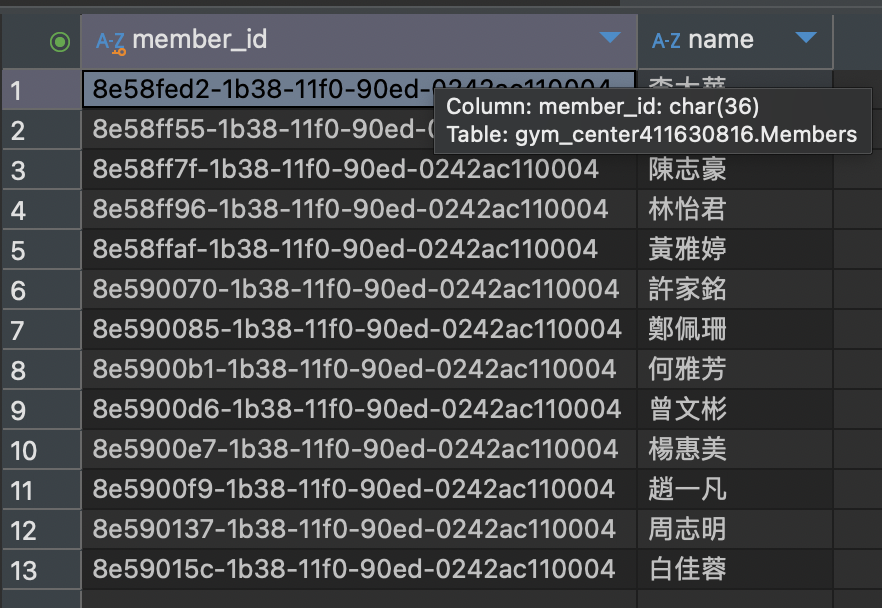 A-Z member_id A-Z name
1 8e58fed2-1b38-11f0-90ed-0242ac110004
Column: member_id: char(36)
2 8e58ff55-1b38-11f0-90ed-
Table: gym_center411630816.Members
3 8e58ff7f-1b38-11f0-90ed-0242ac110004 陳志豪
4 8e58ff96-1b38-11f0-90ed-0242ac110004 林怡君
5 8e58ffaf-1b38-11f0-90ed-0242ac110004 黃雅婷
6 8e590070-1b38-11f0-90ed-0242ac110004 許家銘
7 8e590085-1b38-11f0-90ed-0242ac110004 鄭佩珊
8 8e5900b1-1b38-11f0-90ed-0242ac110004 何雅芳
9 8e5900d6-1b38-11f0-90ed-0242ac110004 曾文彬
10 8e5900e7-1b38-11f0-90ed-0242ac110004 楊惠美
11 8e5900f9-1b38-11f0-90ed-0242ac110004 趙一凡
12 8e590137-1b38-11f0-90ed-0242ac110004 周志明
13 8e59015c-1b38-11f0-90ed-0242ac110004 白佳蓉